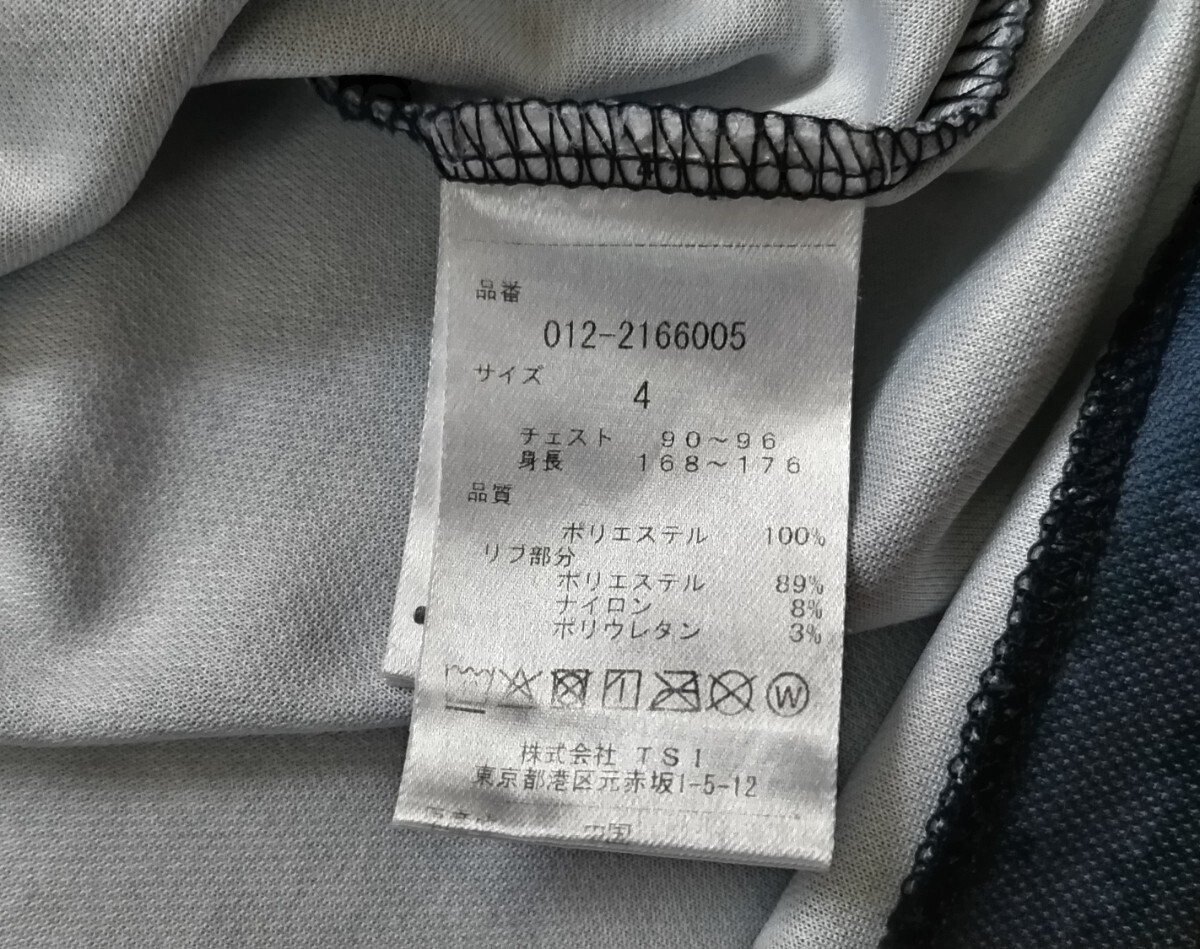 品番
012-2166005
サイズ
4
チェスト 90～96
身長 168～176
品質
ポリエステル 100%
リブ部分
ポリエステル 89%
ナイロン 8%
ポリウレタン 3%
W
株式会社 TSI
東京都港区元赤坂1-5-12
中国